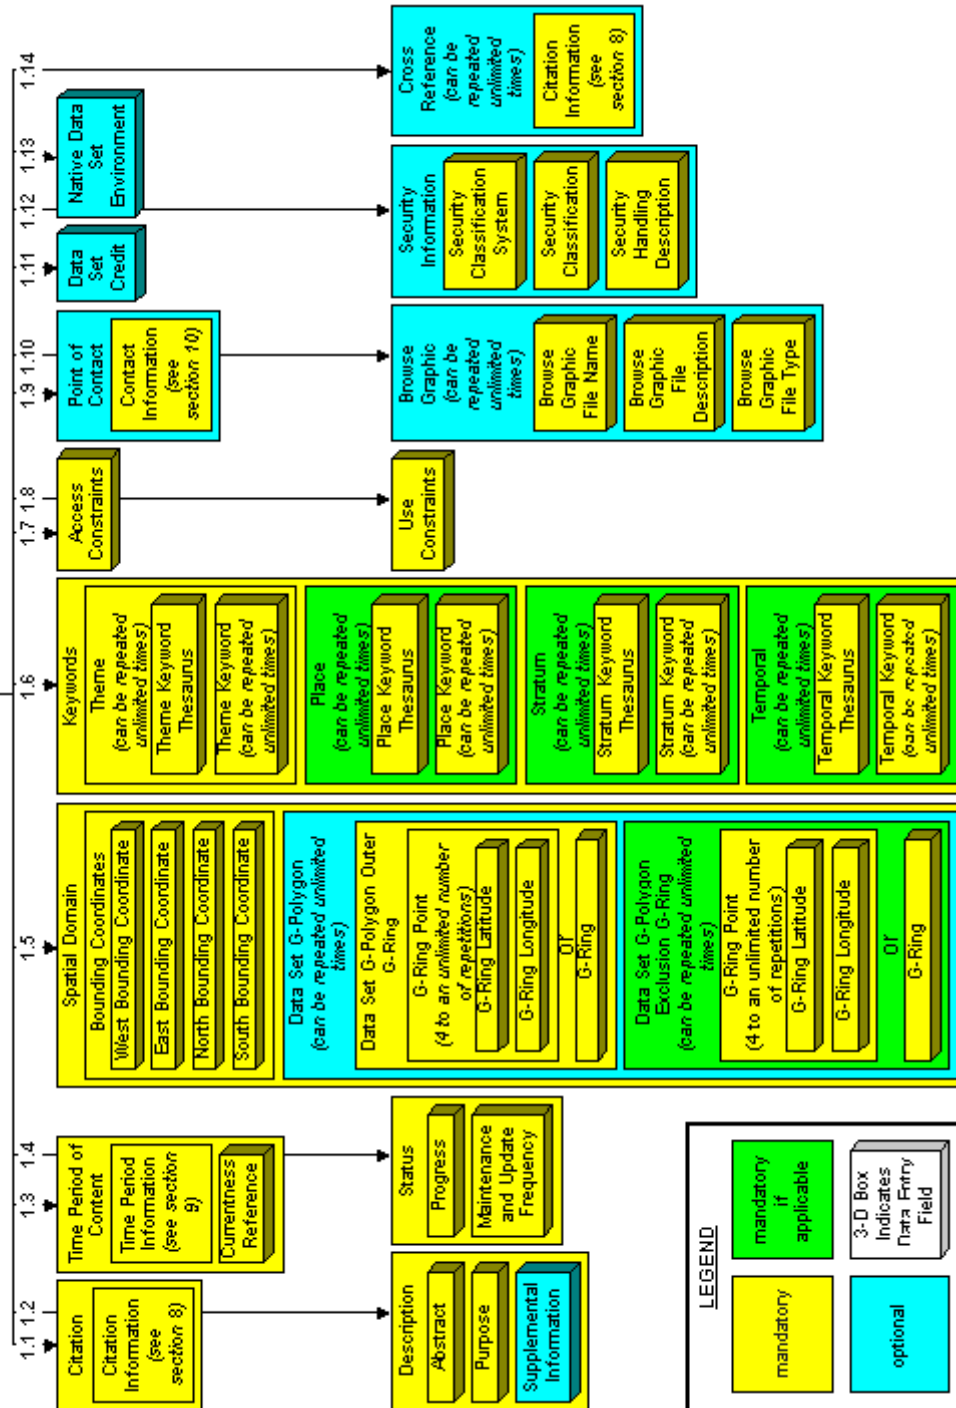 1.1
1.2
1.3
1.4
1.5
1.6
1.7
1.8
1.9
1.10
1.11
1.12
1.13
1.14
Citation
Citation
Information
(see
section 8)
Description
Abstract
Purpose
Supplemental
Information
Time Period of
Content
Time Period
Information
(see section
9)
Currentness
Reference
Status
Progress
Maintenance
and Update
Frequency
Spatial Domain
Bounding Coordinates
West Bounding Coordinate
East Bounding Coordinate
North Bounding Coordinate
South Bounding Coordinate
Data Set G-Polygon
(can be repeated unlimited
times)
Data Set G-Polygon Outer
G-Ring
G-Ring Point
(4 to an unlimited number
of repetitions)
G-Ring Latitude
G-Ring Longitude
or
G-Ring
Data Set G-Polygon
Exclusion G-Ring
(can be repeated unlimited
times)
G-Ring Point
(4 to an unlimited number
of repetitions)
G-Ring Latitude
G-Ring Longitude
or
G-Ring
Keywords
Theme
(can be repeated
unlimited times)
Theme Keyword
Thesaurus
Theme Keyword
(can be repeated
unlimited times)
Place
(can be repeated
unlimited times)
Place Keyword
Thesaurus
Place Keyword
(can be repeated
unlimited times)
Stratum
(can be repeated
unlimited times)
Stratum Keyword
Thesaurus
Stratum Keyword
(can be repeated
unlimited times)
Temporal
(can be repeated
unlimited times)
Temporal Keyword
Thesaurus
Temporal Keyword
(can be repeated
unlimited times)
Access
Constraints
Use
Constraints
Point of
Contact
Contact
Information
(see
section 10)
Browse
Graphic
(can be
repeated
unlimited
times)
Browse
Graphic
File Name
Browse
Graphic
File
Description
Browse
Graphic
File Type
Data
Set
Credit
Security
Information
Security
Classification
System
Security
Classification
Security
Handling
Description
Native Data
Set
Environment
Cross
Reference
(can be
repeated
unlimited
times)
Citation
Information
(see
section 8)
LEGEND
mandatory
mandatory
if
applicable
optional
3-D Box
Indicates
Data Entry
Field